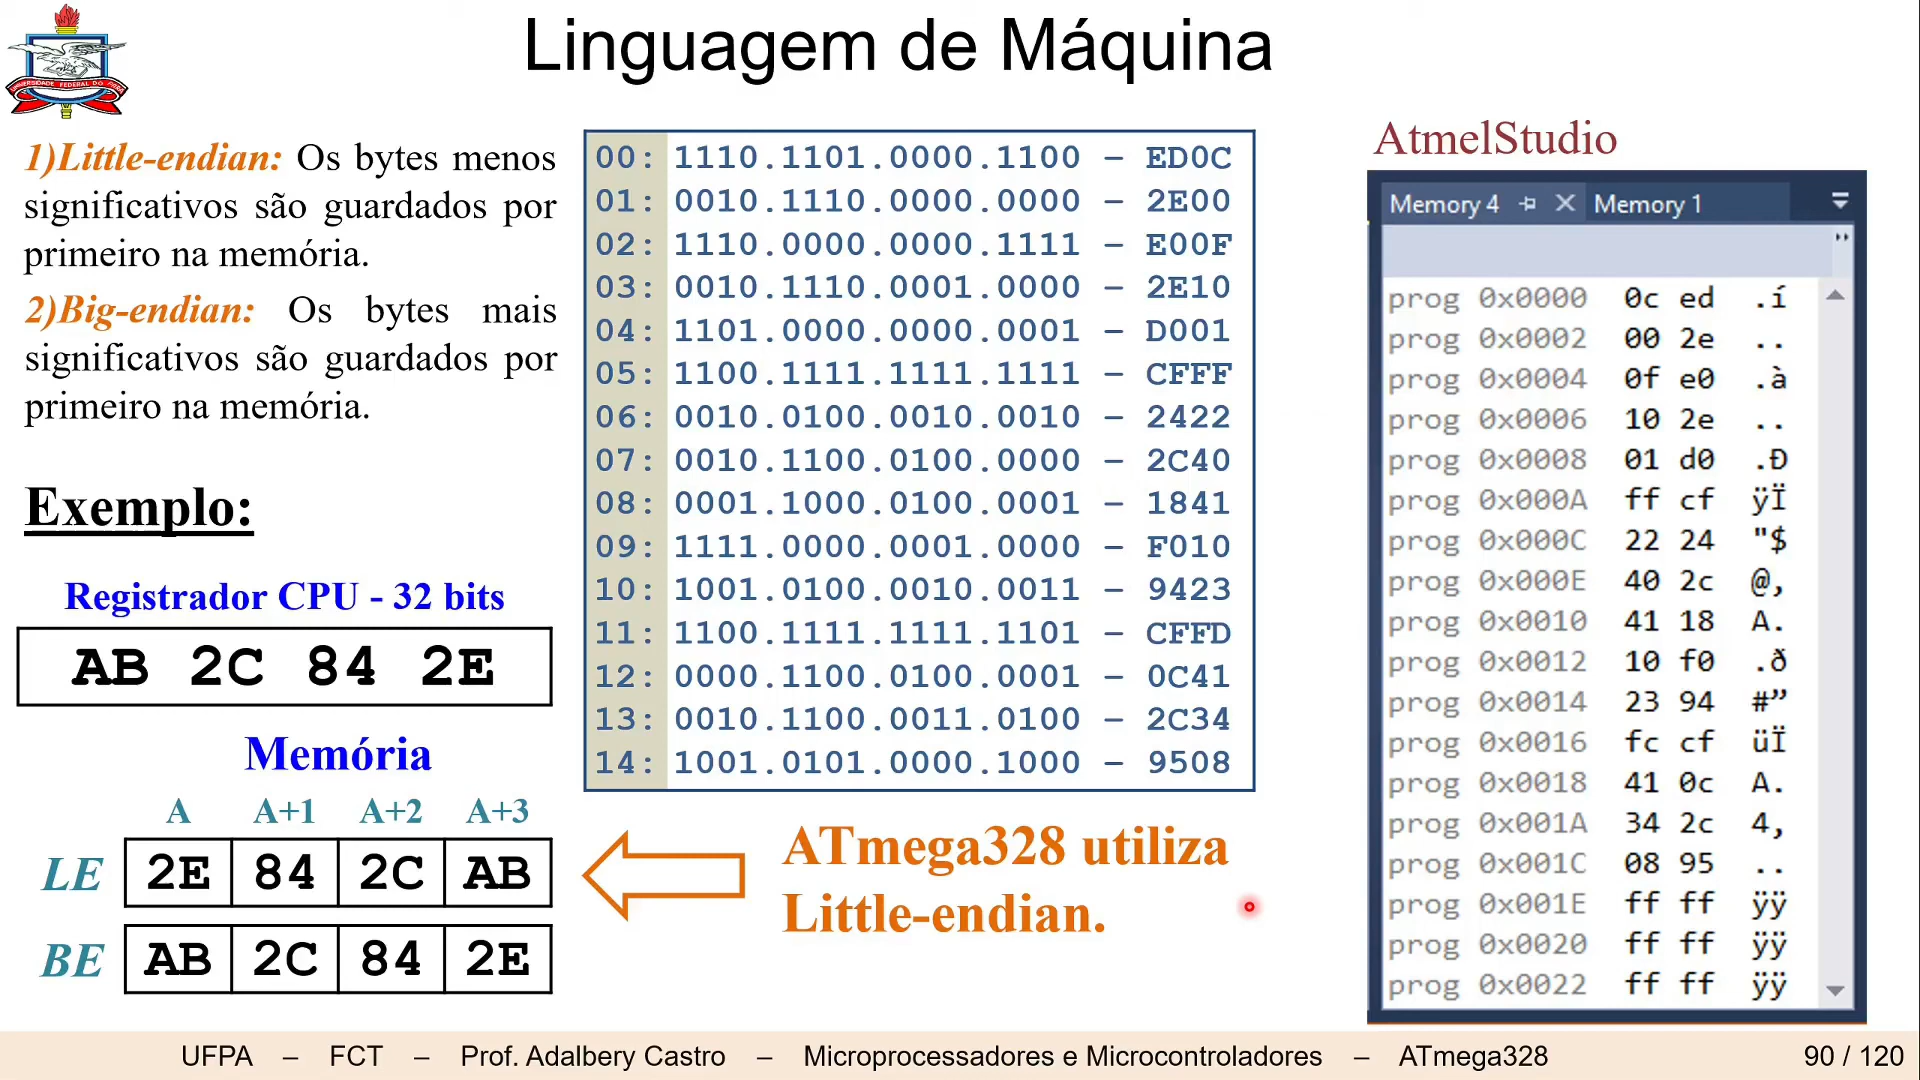 Linguagem de Máquina
1)Little-endian: Os bytes menos
significativos são guardados por
primeiro na memória.
2)Big-endian: Os bytes mais
significativos são guardados por
primeiro na memória.
Exemplo:
Registrador CPU - 32 bits
AB 2C 84 2E
Memória
A A+1 A+2 A+3
LE 2E 84 2C AB
BE AB 2C 84 2E
00: 1110.1101.0000.1100 – ED0C
01: 0010.1110.0000.0000 – 2E00
02: 1110.0000.0000.1111 – E00F
03: 0010.1110.0001.0000 – 2E10
04: 1101.0000.0000.0001 – D001
05: 1100.1111.1111.1111 – CFFF
06: 0010.0100.0010.0010 – 2422
07: 0010.1100.0100.0000 – 2C40
08: 0001.1000.0100.0001 – 1841
09: 1111.0000.0001.0000 – F010
10: 1001.0100.0010.0011 – 9423
11: 1100.1111.1111.1101 – CFFD
12: 0000.1100.0100.0001 – 0C41
13: 0010.1100.0011.0100 – 2C34
14: 1001.0101.0000.1000 – 9508
ATmega328 utiliza
Little-endian.
AtmelStudio
Memory 4 Memory 1
prog 0x0000 0c ed .í
prog 0x0002 00 2e ..
prog 0x0004 0f e0 .à
prog 0x0006 10 2e ..
prog 0x0008 01 d0 .Ð
prog 0x000A ff cf ÿÏ
prog 0x000C 22 24 "$
prog 0x000E 40 2c @,
prog 0x0010 41 18 A.
prog 0x0012 10 f0 .ð
prog 0x0014 23 94 #”
prog 0x0016 fc cf üÏ
prog 0x0018 41 0c A.
prog 0x001A 34 2c 4,
prog 0x001C 08 95 ..
prog 0x001E ff ff ÿÿ
prog 0x0020 ff ff ÿÿ
prog 0x0022 ff ff ÿÿ
UFPA – FCT – Prof. Adalbery Castro – Microprocessadores e Microcontroladores – ATmega328 90 / 120